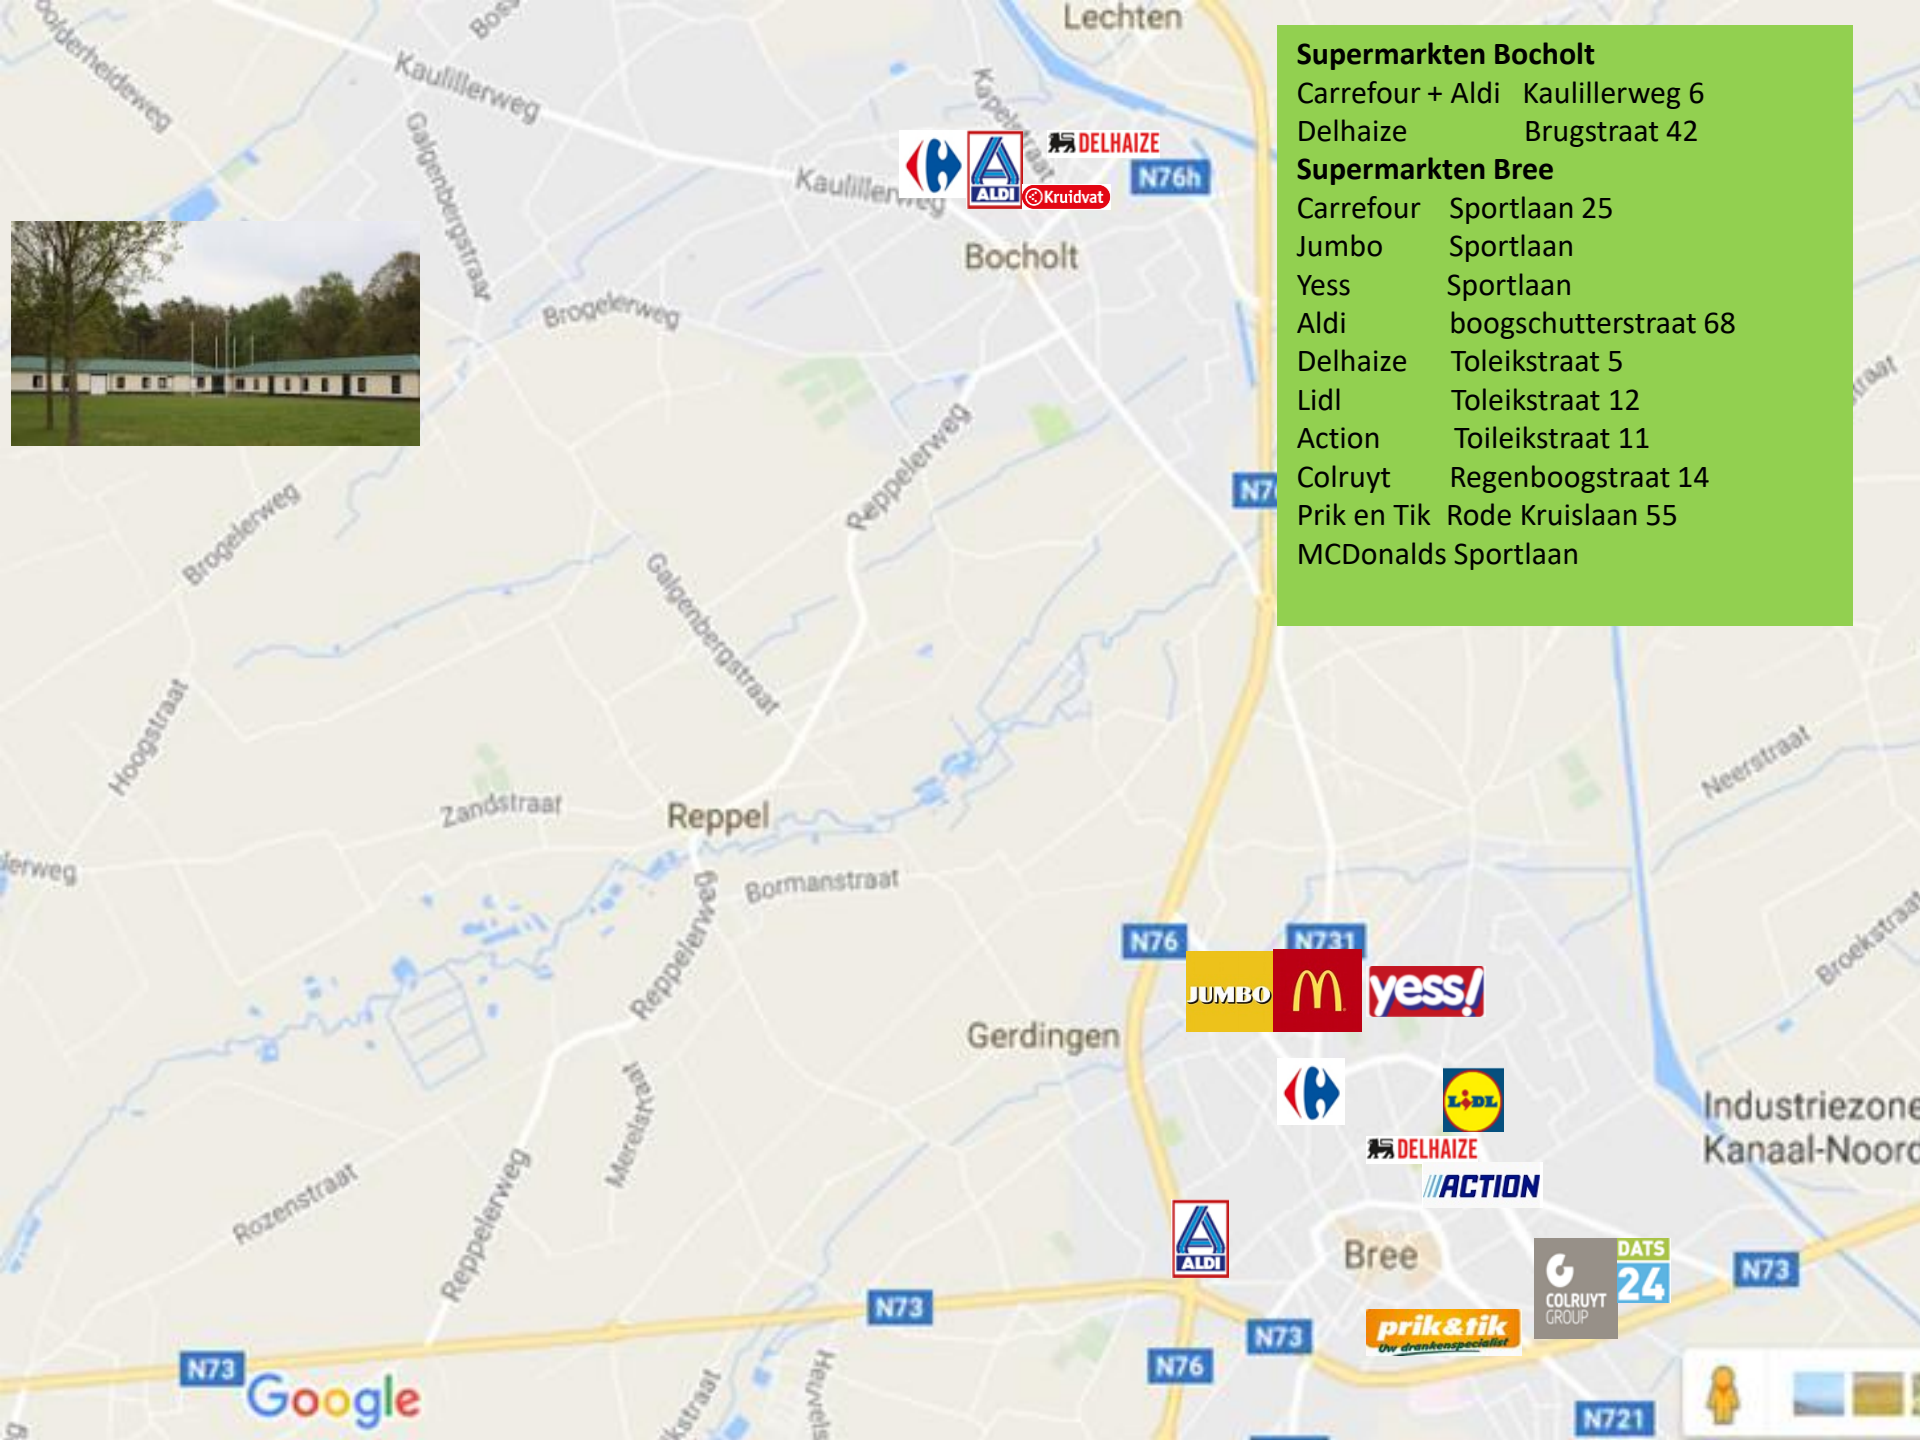 Lechten
Kaulillerweg
Galgenbergstraat
DELHAIZE
ALDI
Kruidvat
N76h
Bocholt
Brogelerweg
Supermarkten Bocholt
Carrefour + Aldi Kaulillerweg 6
Delhaize Brugstraat 42
Supermarkten Bree
Carrefour Sportlaan 25
Jumbo Sportlaan
Yess Sportlaan
Aldi boogschutterstraat 68
Delhaize Toleikstraat 5
Lidl Toleikstraat 12
Action Toileikstraat 11
Colruyt Regenboogstraat 14
Prik en Tik Rode Kruislaan 55
MCDonalds Sportlaan
Reppelerweg
Brogelerweg
Galgenbergstraat
Hoogstraat
Neerstraat
Zandstraat
Reppel
Bormanstraat
Reppelerweg
N76
N731
JUMBO
yess!
Broekstraat
Gerdingen
Merelstraat
LIDL
Industriezone
DELHAIZE
ACTION
Rozenstraat
Reppelerweg
ALDI
Bree
COLRUYT
GROUP
DATS
24
N73
N73
prik&tik
Uw drankenspecialist
N73
N76
N73
Google
N721